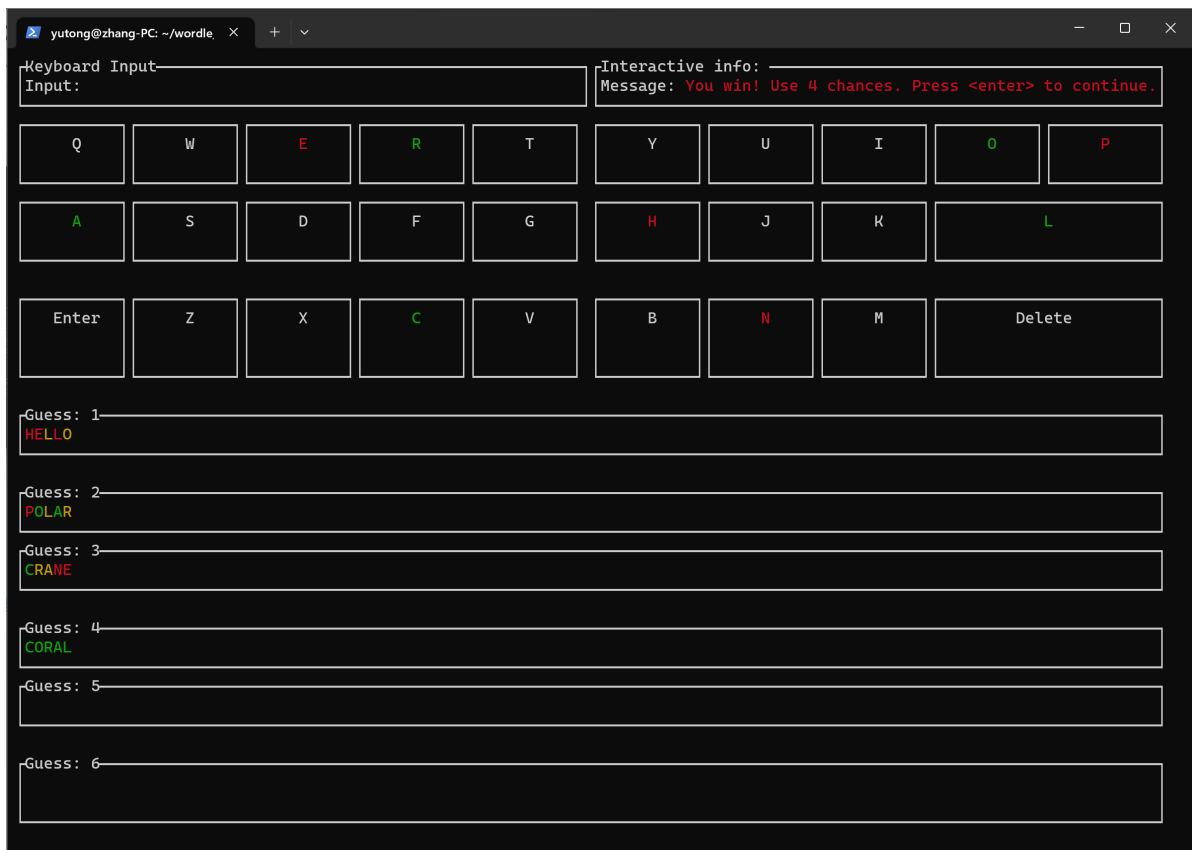 yutong@zhang-PC: ~/wordle_
Keyboard Input
Input:
Interactive info:
Message: You win! Use 4 chances. Press <enter> to continue.
Q W E R T Y U I O P
A S D F G H J K L
Enter Z X C V B N M Delete
Guess: 1
HELLO
Guess: 2
POLAR
Guess: 3
CRANE
Guess: 4
CORAL
Guess: 5
Guess: 6